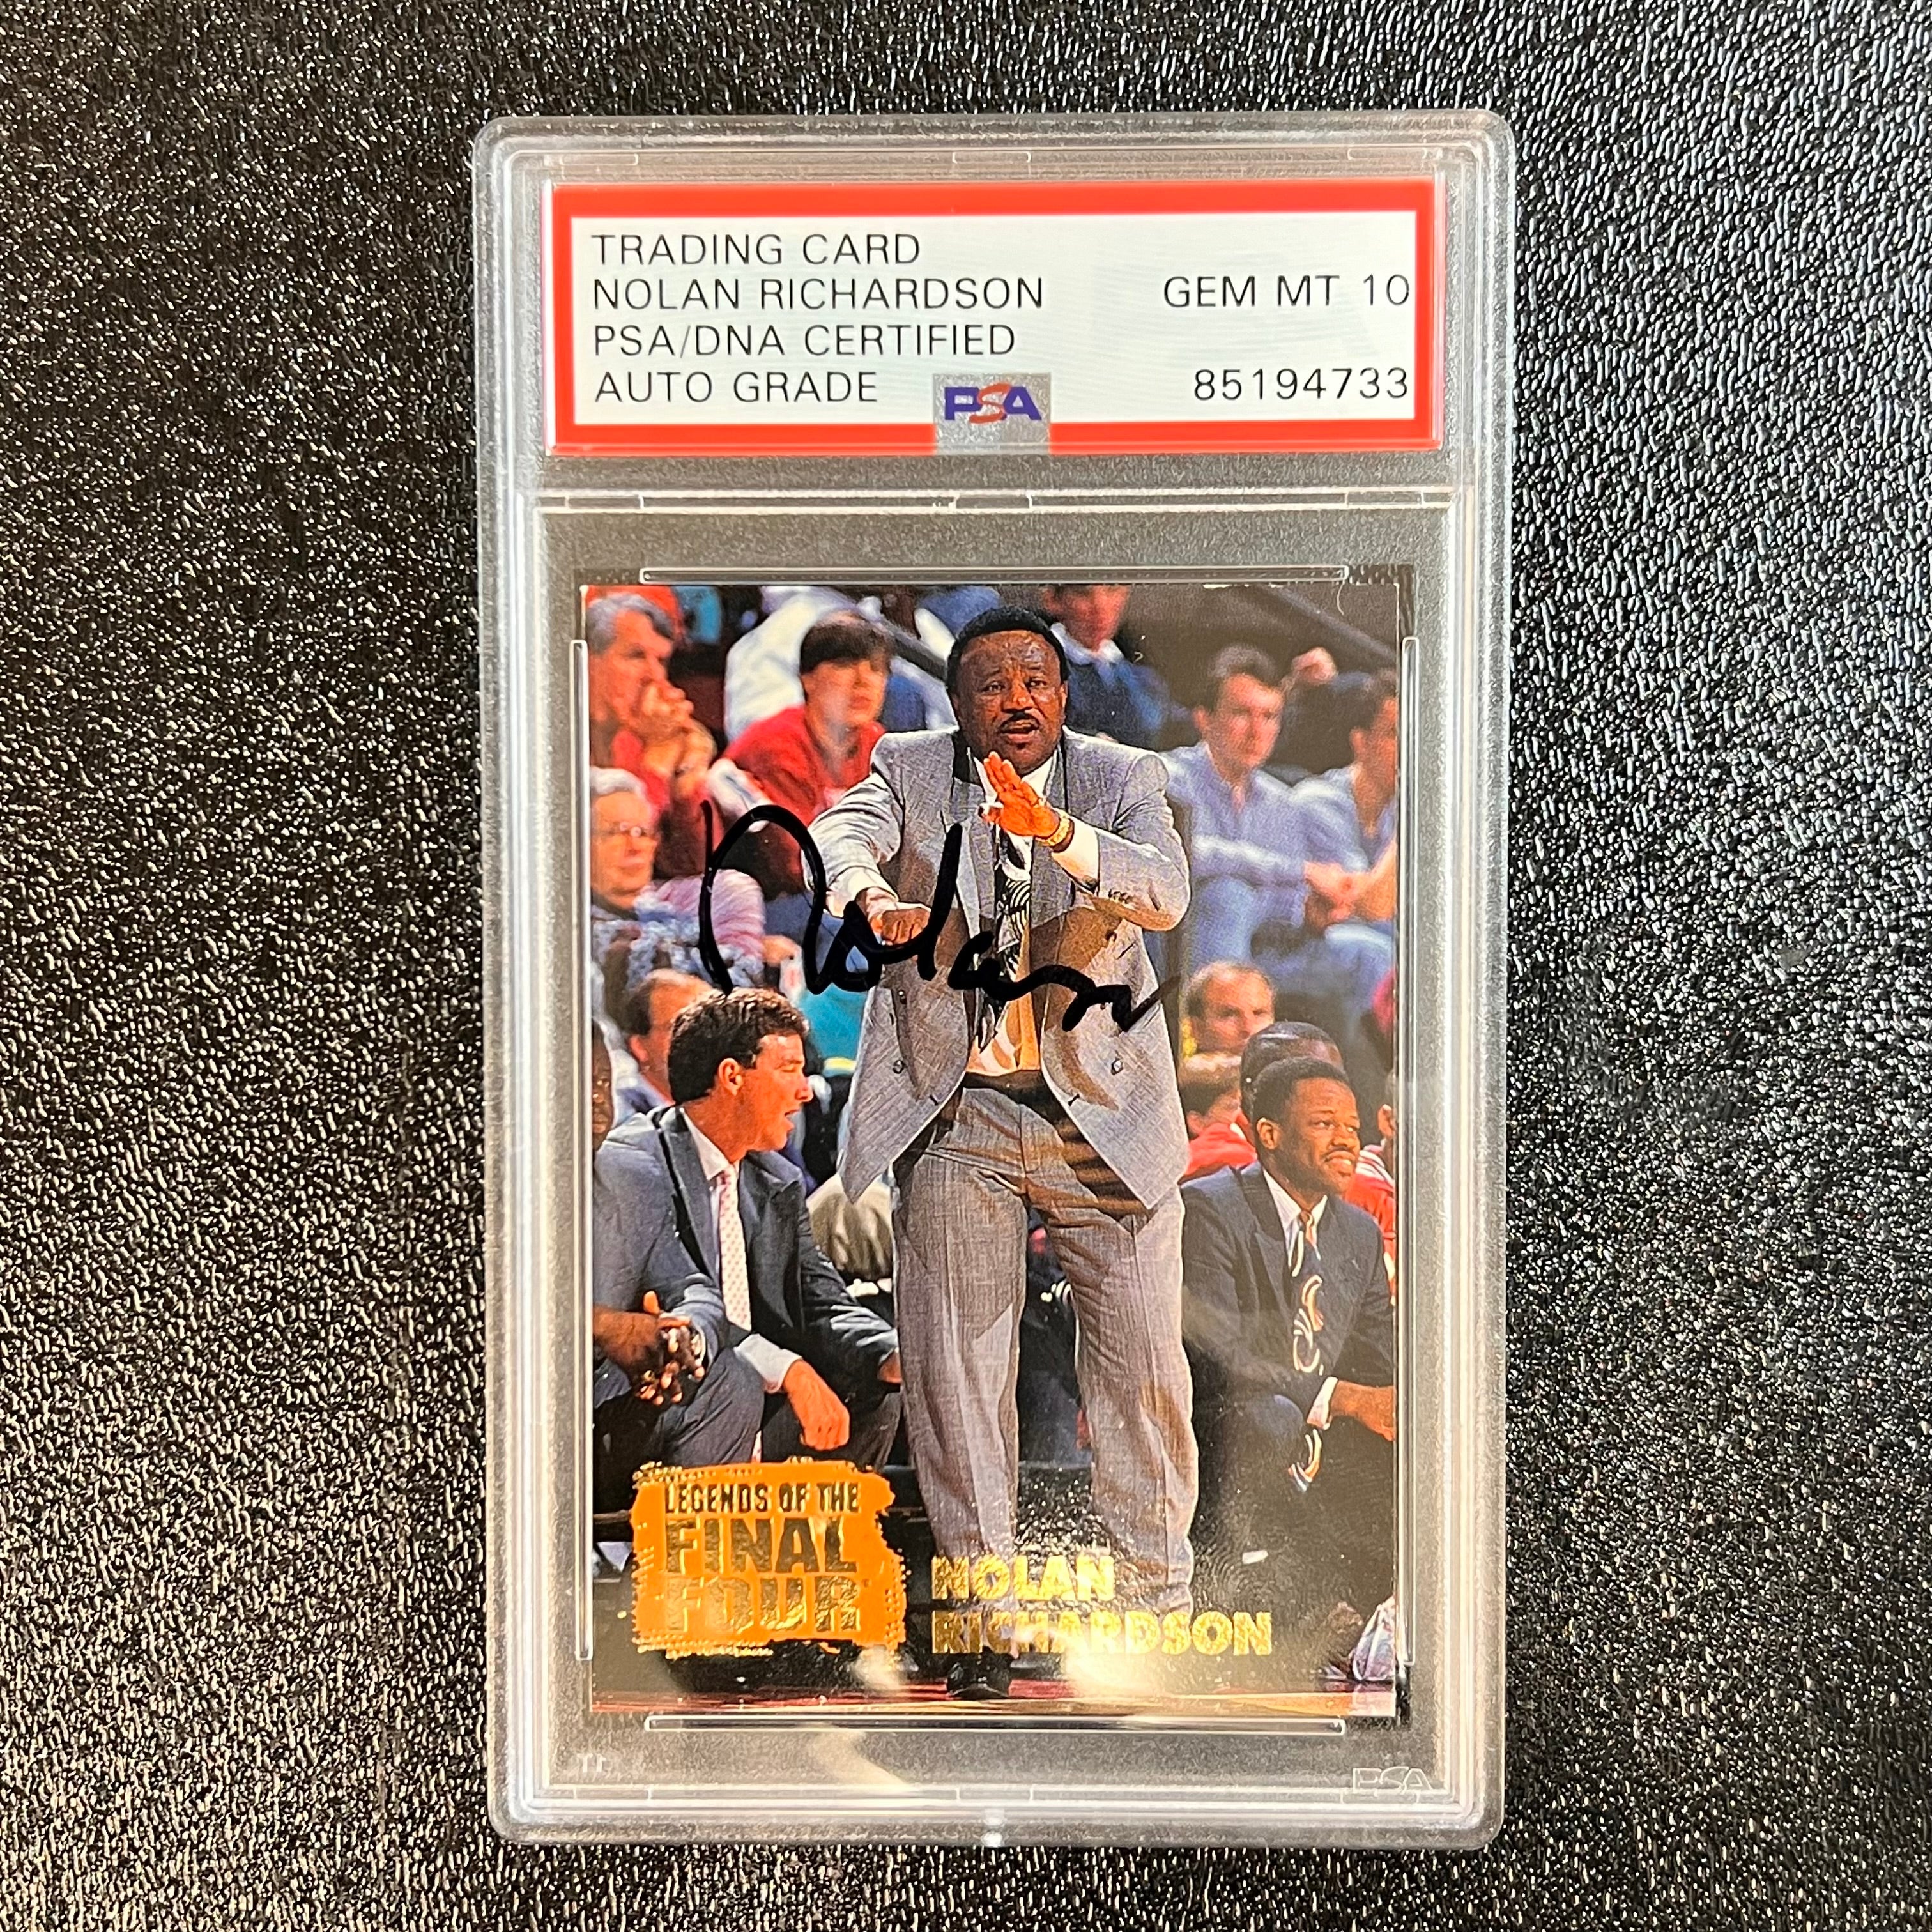 TRADING CARD
NOLAN RICHARDSON GEM MT 10
PSA/DNA CERTIFIED
AUTO GRADE PSA 85194733
Nolan
LEGENDS OF THE
FINAL
FOUR
NOLAN
RICHARDSON
PSA